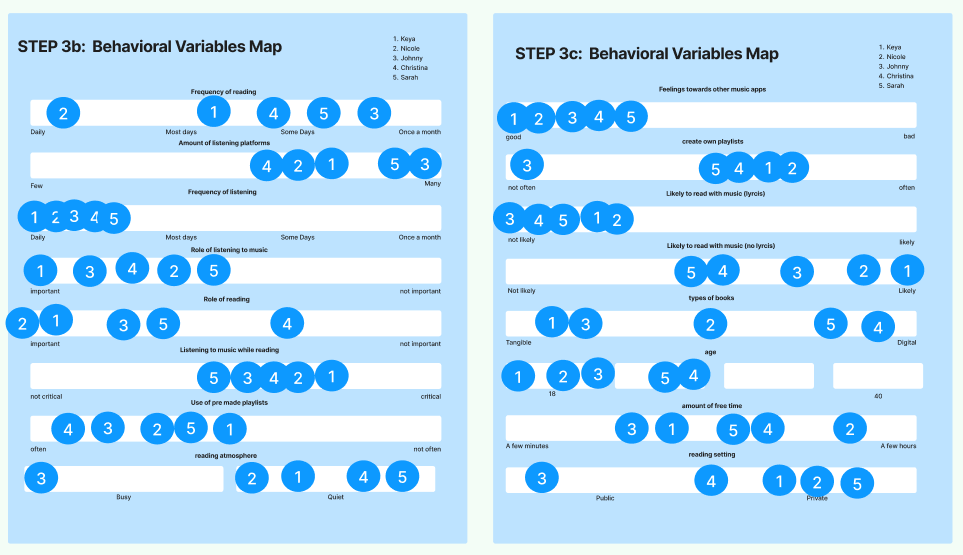 STEP 3b: Behavioral Variables Map
1. Keya
2. Nicole
3. Johnny
4. Christina
5. Sarah
Frequency of reading
2 1 4 5 3
Daily Most days Some Days Once a month
Amount of listening platforms
4 2 1 5 3
Few Many
Frequency of listening
1 2 3 4 5
Daily Most days Some Days Once a month
Role of listening to music
1 3 4 2 5
important not important
Role of reading
2 1 3 5 4
important not important
Listening to music while reading
5 3 4 2 1
not critical critical
Use of pre made playlists
4 3 2 5 1
often not often
reading atmosphere
3 2 1 4 5
Busy Quiet
STEP 3c: Behavioral Variables Map
1. Keya
2. Nicole
3. Johnny
4. Christina
5. Sarah
Feelings towards other music apps
1 2 3 4 5
good bad
create own playlists
3 5 4 1 2
not often often
Likely to read with music (lyrcis)
3 4 5 1 2
not likely likely
Likely to read with music (no lyrcis)
5 4 3 2 1
Not likely Likely
types of books
1 3 2 5 4
Tangible Digital
age
1 2 3 5 4
18 40
amount of free time
3 1 5 4 2
A few minutes A few hours
reading setting
3 4 1 2 5
Public Private